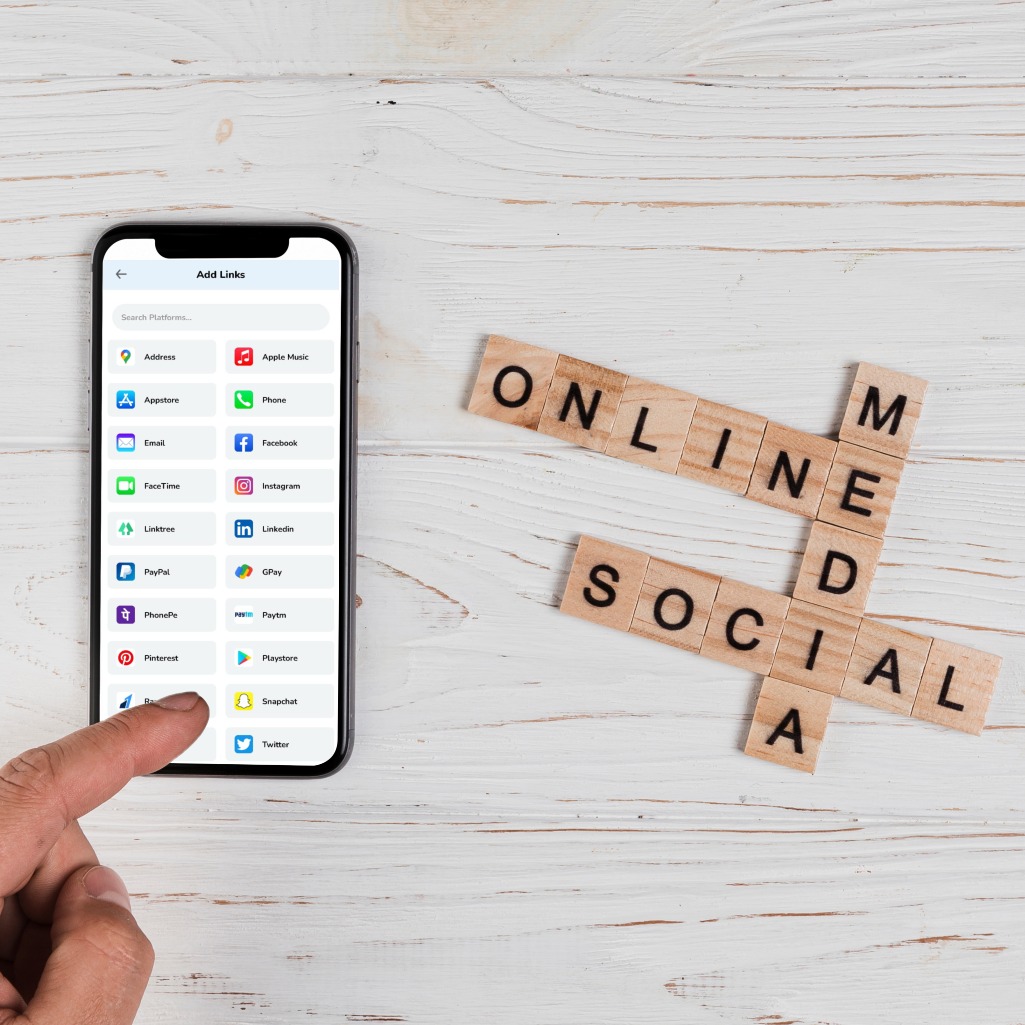 Add Links
Search Platforms...
Address
Apple Music
Appstore
Phone
Email
Facebook
FaceTime
Instagram
Linktree
Linkedin
PayPal
GPay
PhonePe
Paytm
Pinterest
Playstore
Snapchat
Twitter
ONLINE
MEDIA
SOCIAL